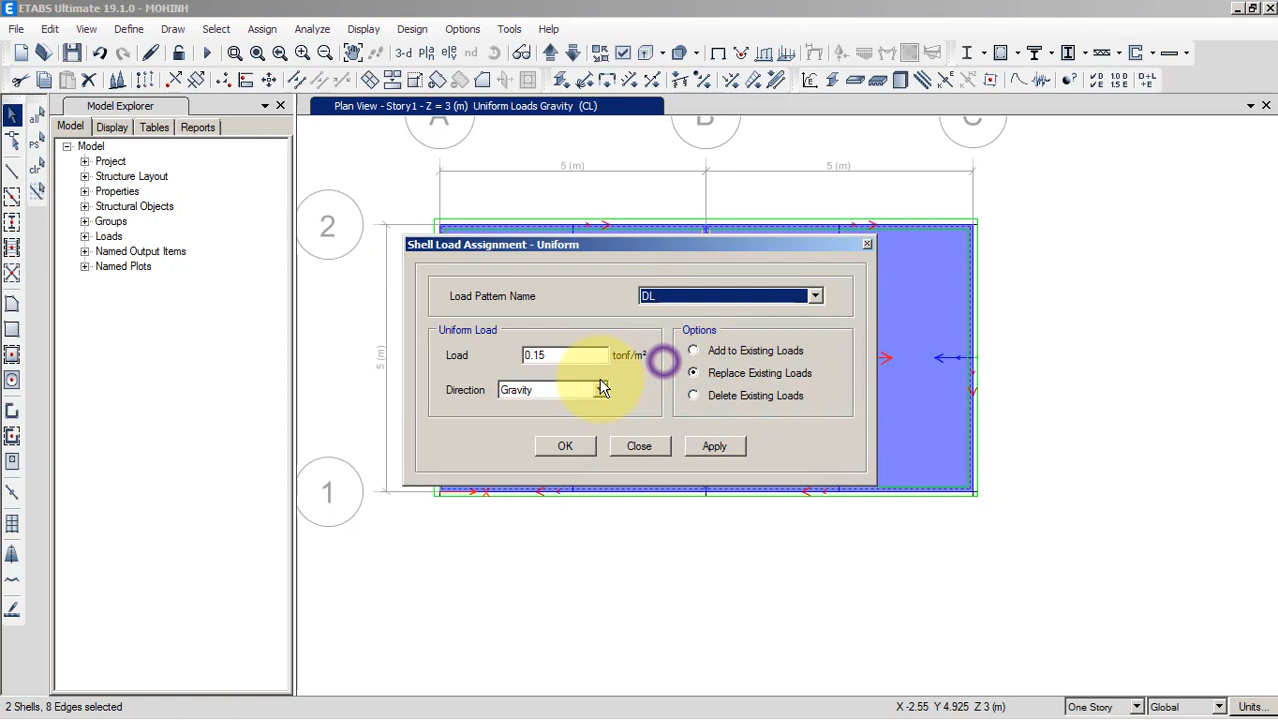 ETABS Ultimate 19.1.0 - MOHINH
File Edit View Define Draw Select Assign Analyze Display Design Options Tools Help
3-d
Model Explorer
Plan View - Story1 - Z = 3 (m) Uniform Loads Gravity (CL)
Model Display Tables Reports
all
PS
clr
Model
Project
Structure Layout
Properties
Structural Objects
Groups
Loads
Named Output Items
Named Plots
A B C
5 (m) 5 (m)
2
5 (m)
1
X
Shell Load Assignment - Uniform
Load Pattern Name DL
Uniform Load
Load 0.15 tonf/m²
Direction Gravity
Options
Add to Existing Loads
Replace Existing Loads
Delete Existing Loads
OK Close Apply
2 Shells, 8 Edges selected
X -2.55 Y 4.925 Z 3 (m)
One Story Global Units...